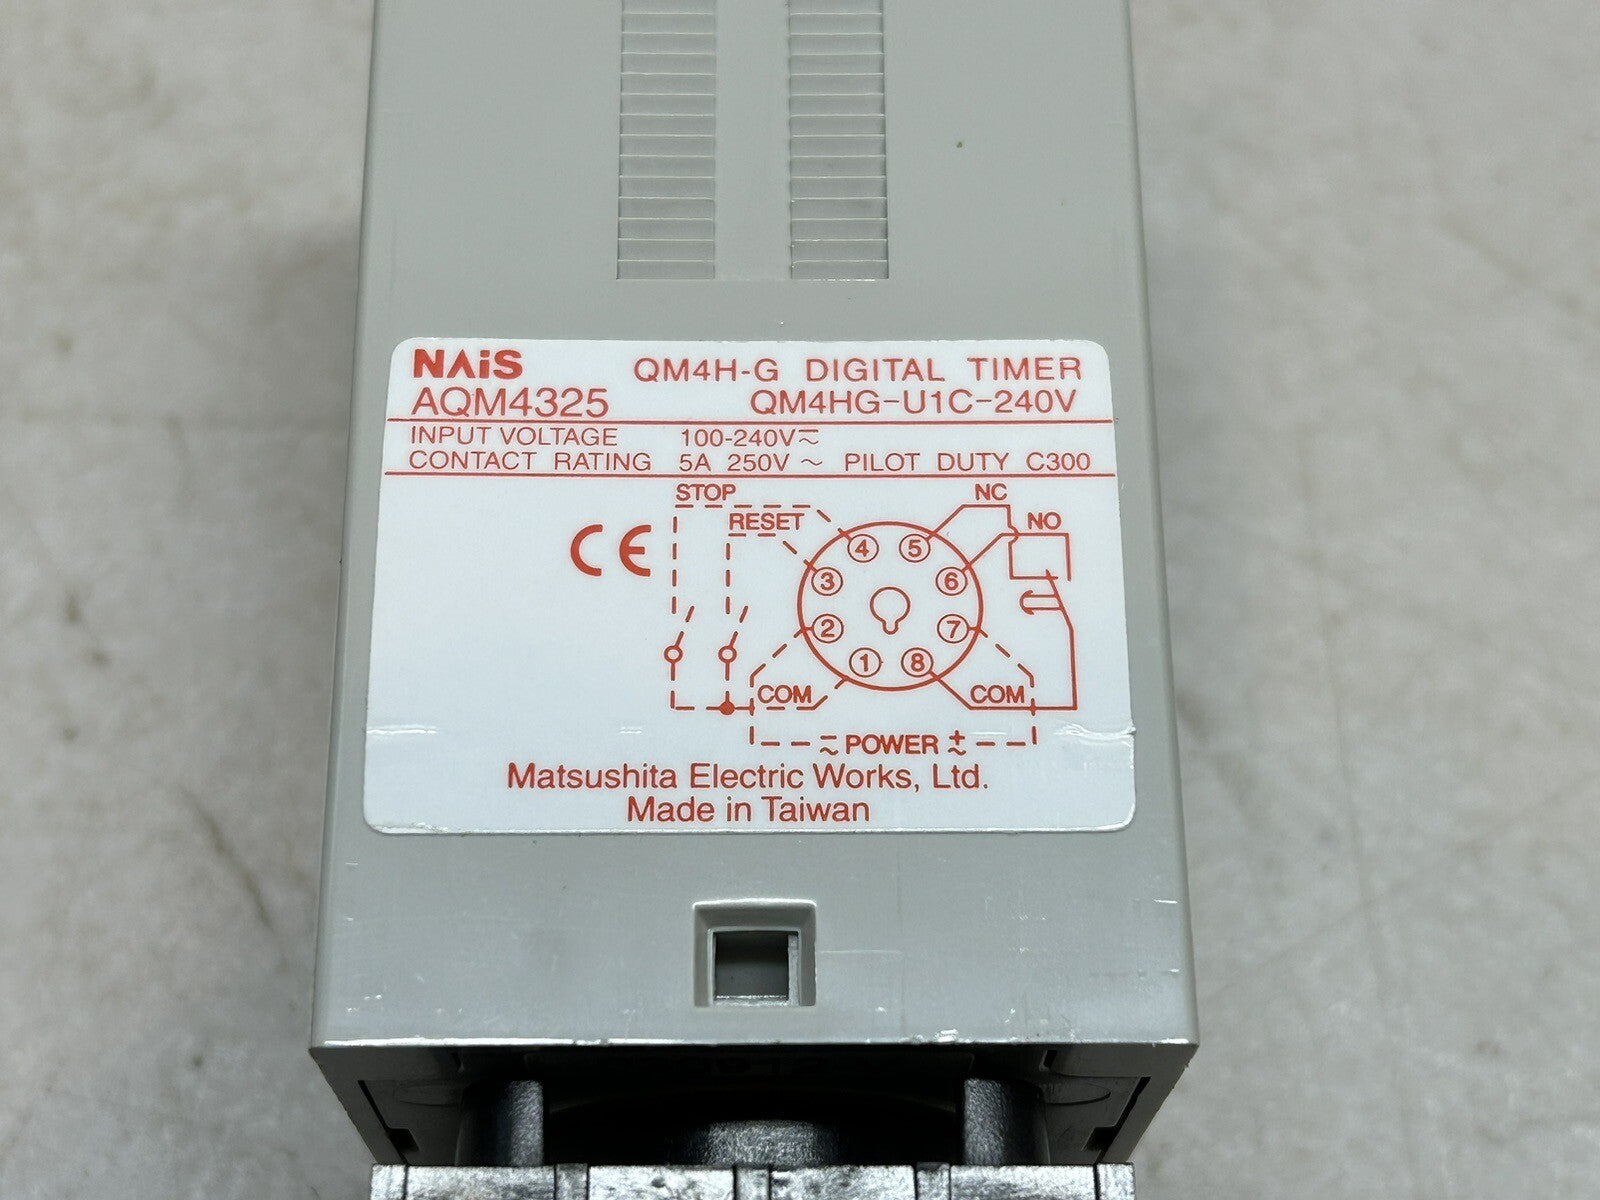 NAiS QM4H-G DIGITAL TIMER
AQM4325 QM4HG-U1C-240V
INPUT VOLTAGE 100-240V⎓~
CONTACT RATING 5A 250V ~ PILOT DUTY C300
STOP NC
RESET NO
CE
4 5
3 6
2 7
1 8
COM COM
-~ POWER +~
Matsushita Electric Works, Ltd.
Made in Taiwan